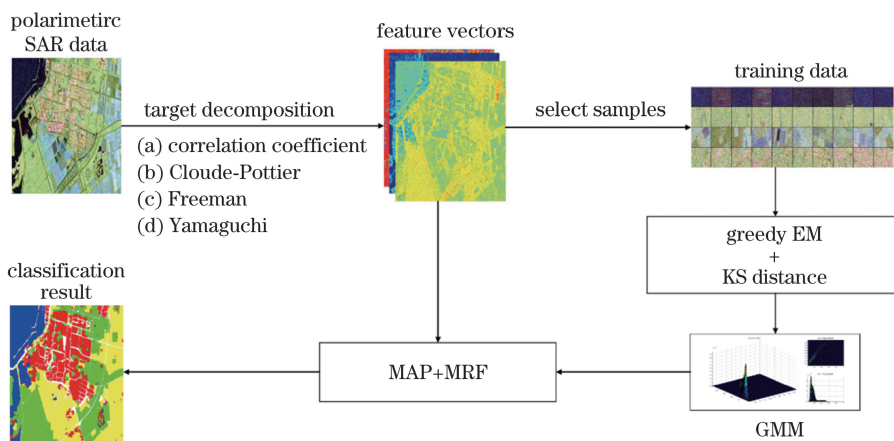 polarimetirc
SAR data
target decomposition
(a) correlation coefficient
(b) Cloude-Pottier
(c) Freeman
(d) Yamaguchi
feature vectors
select samples
training data
greedy EM
+
KS distance
GMM
MAP+MRF
classification
result